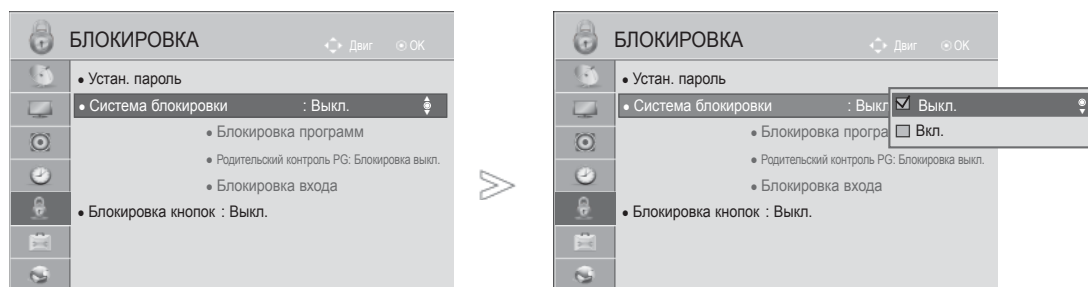 БЛОКИРОВКА
Двиг ОК
• Устан. пароль
• Система блокировки : Выкл.
• Блокировка программ
• Родительский контроль PG: Блокировка выкл.
• Блокировка входа
• Блокировка кнопок : Выкл.
>>
БЛОКИРОВКА
Двиг ОК
• Устан. пароль
• Система блокировки : Выкл
Выкл.
Вкл.
• Блокировка програ
• Родительский контроль PG: Блокировка выкл.
• Блокировка входа
• Блокировка кнопок : Выкл.